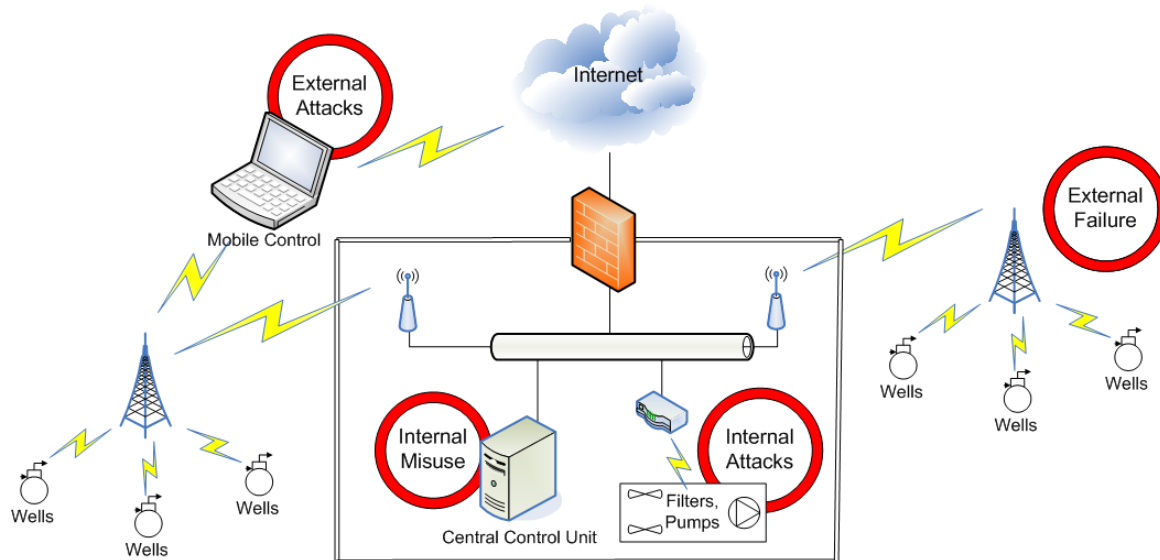 Internet
External
Attacks
Mobile Control
External
Failure
Wells
Wells
Wells
Internal
Misuse
Internal
Attacks
Wells
Wells
Wells
Filters,
Pumps
Central Control Unit